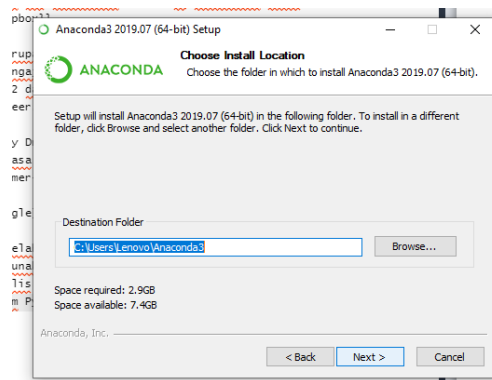 Anaconda3 2019.07 (64-bit) Setup
ANACONDA
Choose Install Location
Choose the folder in which to install Anaconda3 2019.07 (64-bit).
Setup will install Anaconda3 2019.07 (64-bit) in the following folder. To install in a different
folder, click Browse and select another folder. Click Next to continue.
Destination Folder
C:\Users\Lenovo\Anaconda3
Browse...
Space required: 2.9GB
Space available: 7.4GB
Anaconda, Inc.
< Back Next > Cancel